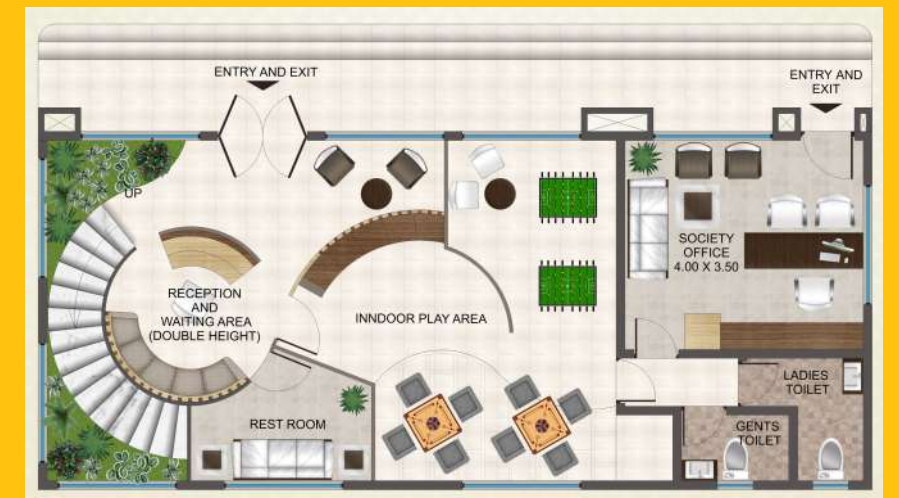 ENTRY AND EXIT
ENTRY AND
EXIT
UP
SOCIETY
OFFICE
4.00 X 3.50
RECEPTION
AND
WAITING AREA
(DOUBLE HEIGHT)
INNDOOR PLAY AREA
LADIES
TOILET
REST ROOM
GENTS
TOILET